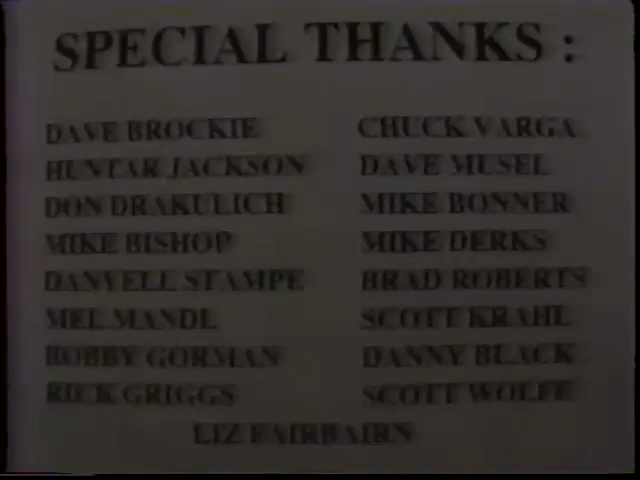 SPECIAL THANKS :
DAVE BROCKIE CHUCK VARGA
HUNTAR JACKSON DAVE MUSEL
DON DRAKULICH MIKE BONNER
MIKE BISHOP MIKE DERKS
DANYELL STAMPE BRAD ROBERTS
MEL MANDL SCOTT KRAHL
BOBBY GORMAN DANNY BLACK
RICK GRIGGS SCOTT WOLFE
LIZ FAIRBAIRN